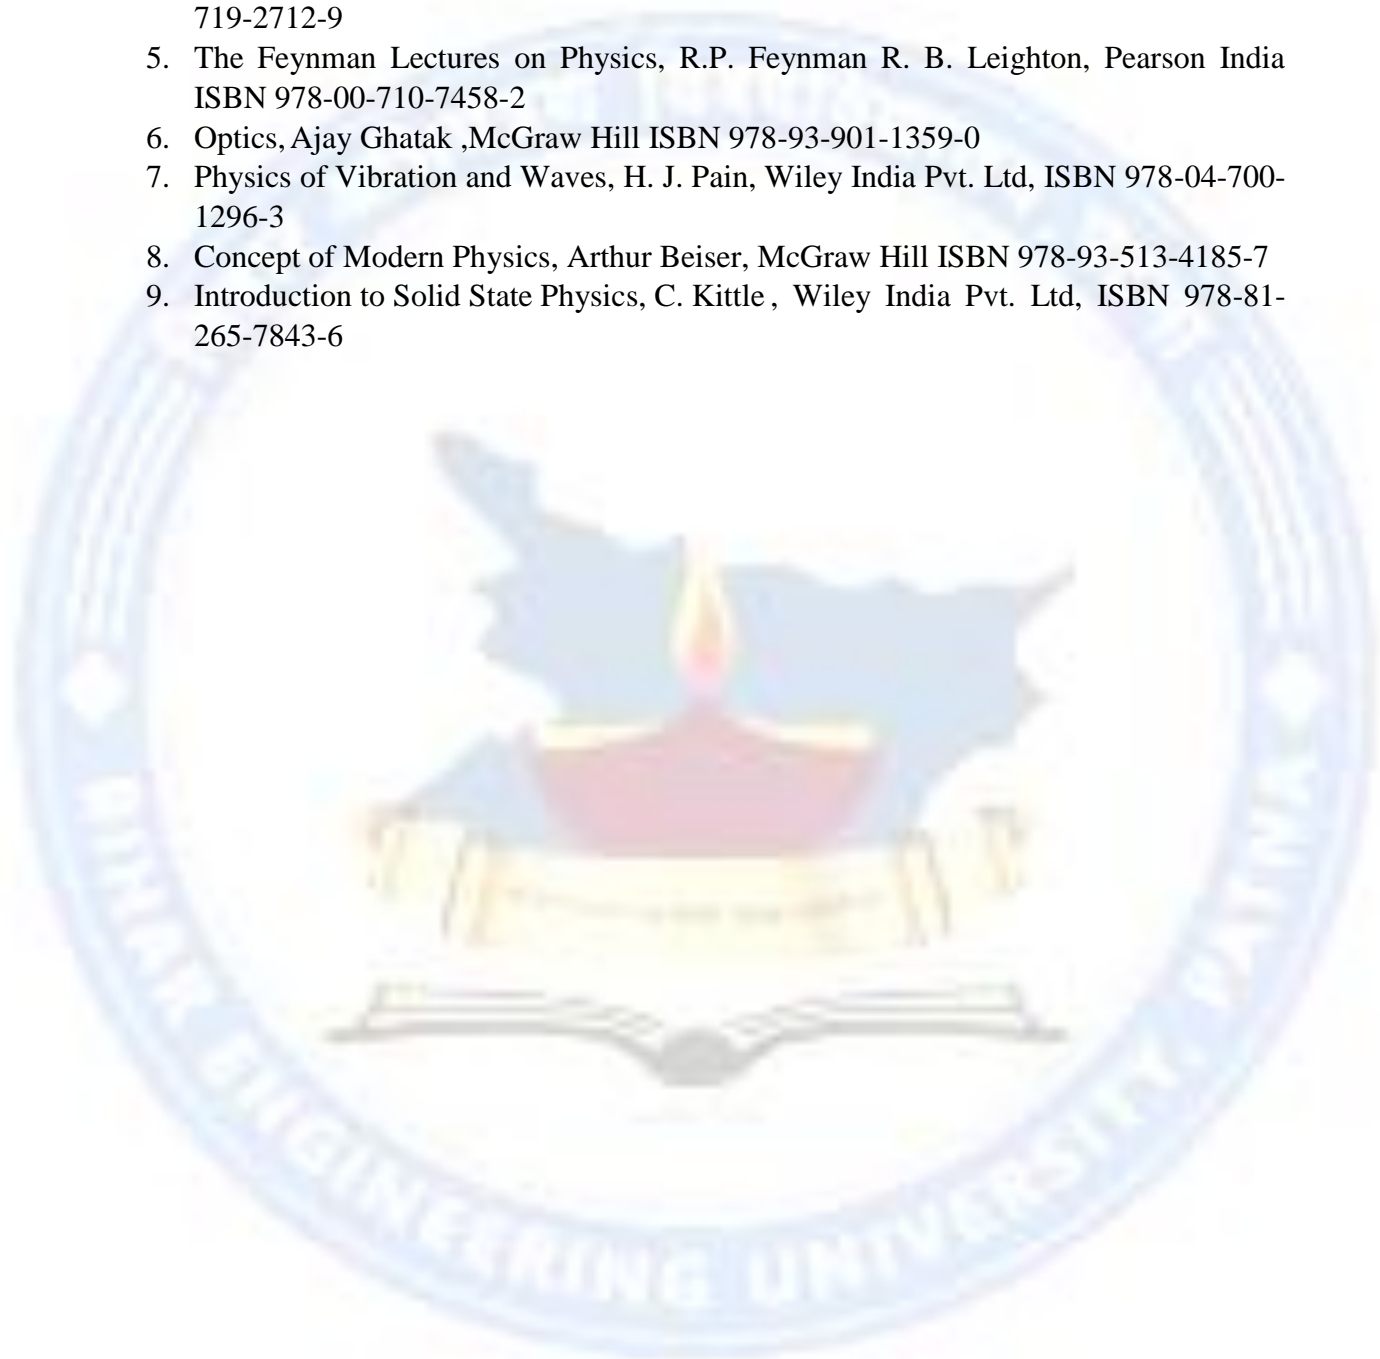 719-2712-9
5. The Feynman Lectures on Physics, R.P. Feynman R. B. Leighton, Pearson India
ISBN 978-00-710-7458-2
6. Optics, Ajay Ghatak ,McGraw Hill ISBN 978-93-901-1359-0
7. Physics of Vibration and Waves, H. J. Pain, Wiley India Pvt. Ltd, ISBN 978-04-700-
1296-3
8. Concept of Modern Physics, Arthur Beiser, McGraw Hill ISBN 978-93-513-4185-7
9. Introduction to Solid State Physics, C. Kittle , Wiley India Pvt. Ltd, ISBN 978-81-
265-7843-6
BIHAR ENGINEERING UNIVERSITY, PATNA